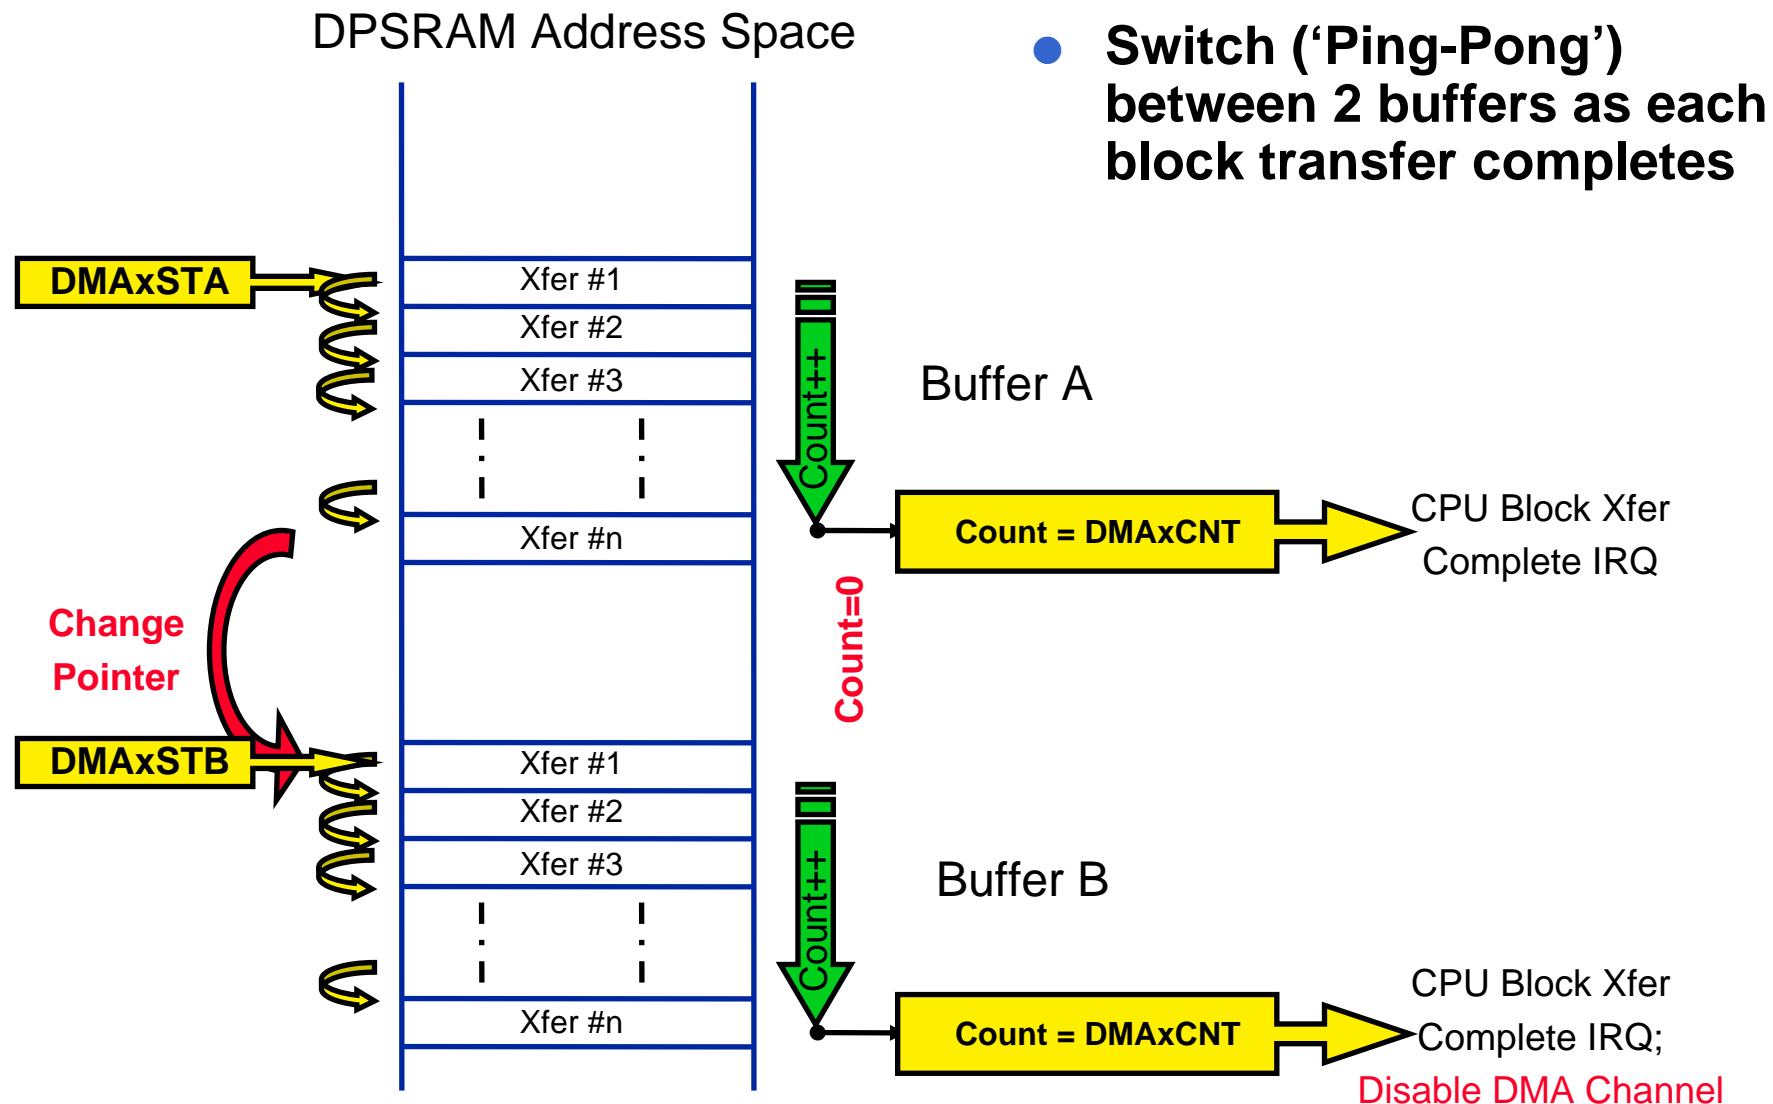 DPSRAM Address Space
● Switch (‘Ping-Pong’)
between 2 buffers as each
block transfer completes
DMAxSTA
Xfer #1
Xfer #2
Xfer #3
Count++
Buffer A
Xfer #n
Count = DMAxCNT
CPU Block Xfer
Complete IRQ
Change
Pointer
Count=0
DMAxSTB
Xfer #1
Xfer #2
Xfer #3
Count++
Buffer B
Xfer #n
Count = DMAxCNT
CPU Block Xfer
Complete IRQ;
Disable DMA Channel